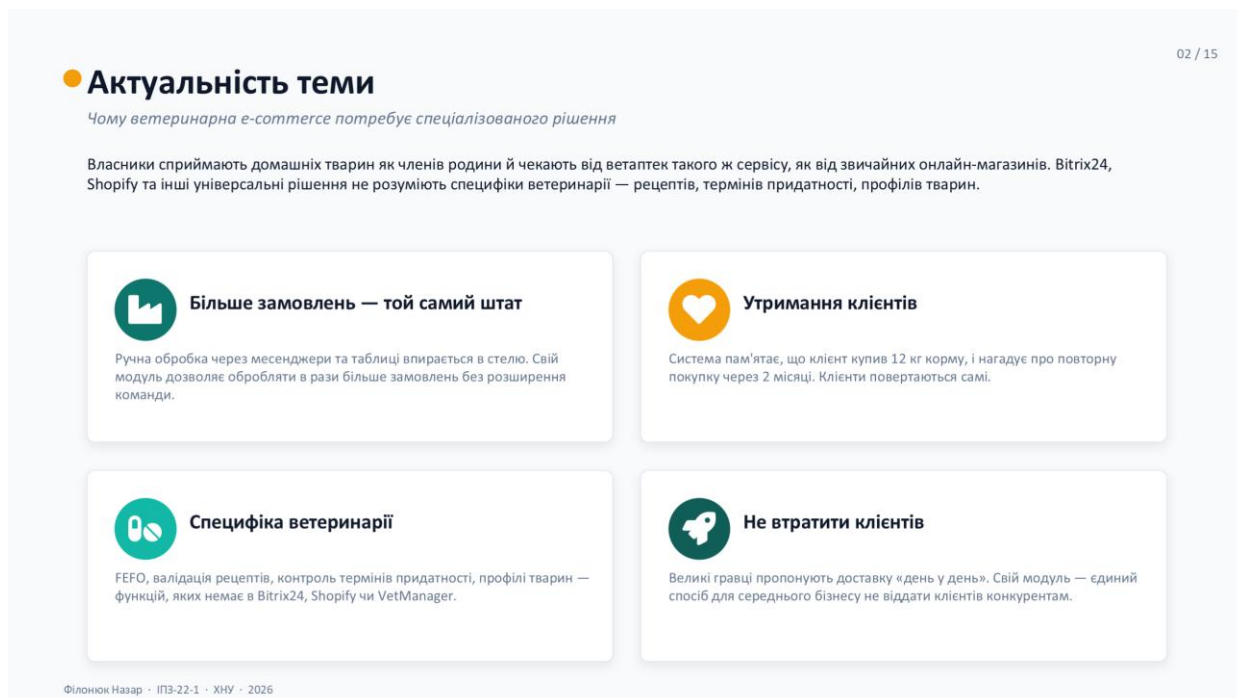 02 / 15
Актуальність теми
Чому ветеринарна e-commerce потребує спеціалізованого рішення
Власники сприймають домашніх тварин як членів родини й чекають від ветаптек такого ж сервісу, як від звичайних онлайн-магазинів. Bitrix24,
Shopify та інші універсальні рішення не розуміють специфіки ветеринарії — рецептів, термінів придатності, профілів тварин.
Більше замовлень — той самий штат
Ручна обробка через месенджери та таблиці впирається в стелю. Свій
модуль дозволяє обробляти в рази більше замовлень без розширення
команди.
Утримання клієнтів
Система пам'ятає, що клієнт купив 12 кг корму, і нагадує про повторну
покупку через 2 місяці. Клієнти повертаються самі.
Специфіка ветеринарії
FEFO, валідація рецептів, контроль термінів придатності, профілі тварин —
функцій, яких немає в Bitrix24, Shopify чи VetManager.
Не втратити клієнтів
Великі гравці пропонують доставку «день у день». Свій модуль — єдиний
спосіб для середнього бізнесу не віддати клієнтів конкурентам.
Філонюк Назар · ІПЗ-22-1 · ХНУ · 2026